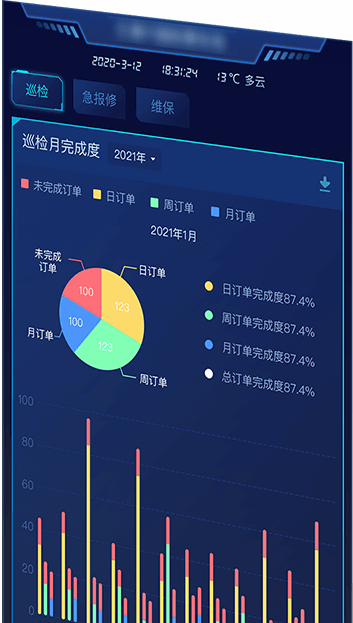 2020-3-12 18:31:24 13℃ 多云
巡检 急报修 维保
巡检月完成度 2021年
未完成订单 日订单 周订单 月订单
2021年1月
未完成
订单
日订单
100
123
100
123
月订单
周订单
日订单完成度87.4%
周订单完成度87.4%
月订单完成度87.4%
总订单完成度87.4%
100
80
60
40
20
0